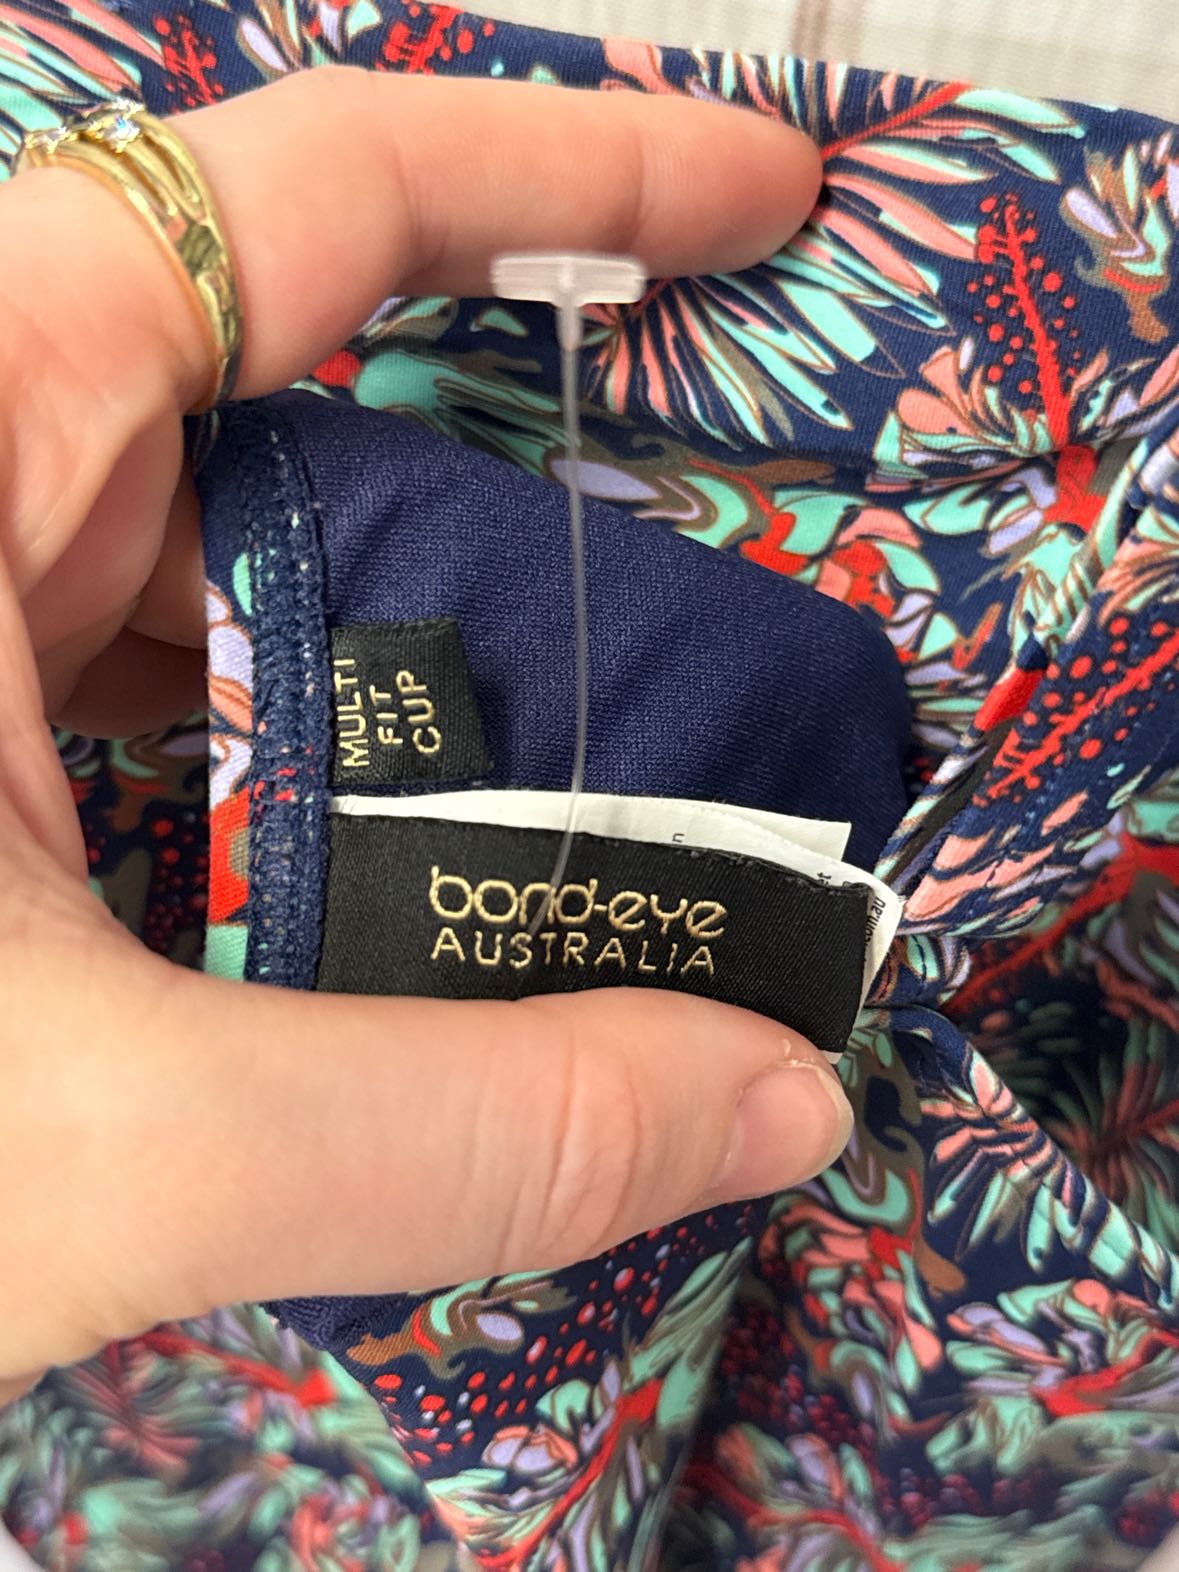 MULTI
FIT
CUP
bond-eye
AUSTRALIA